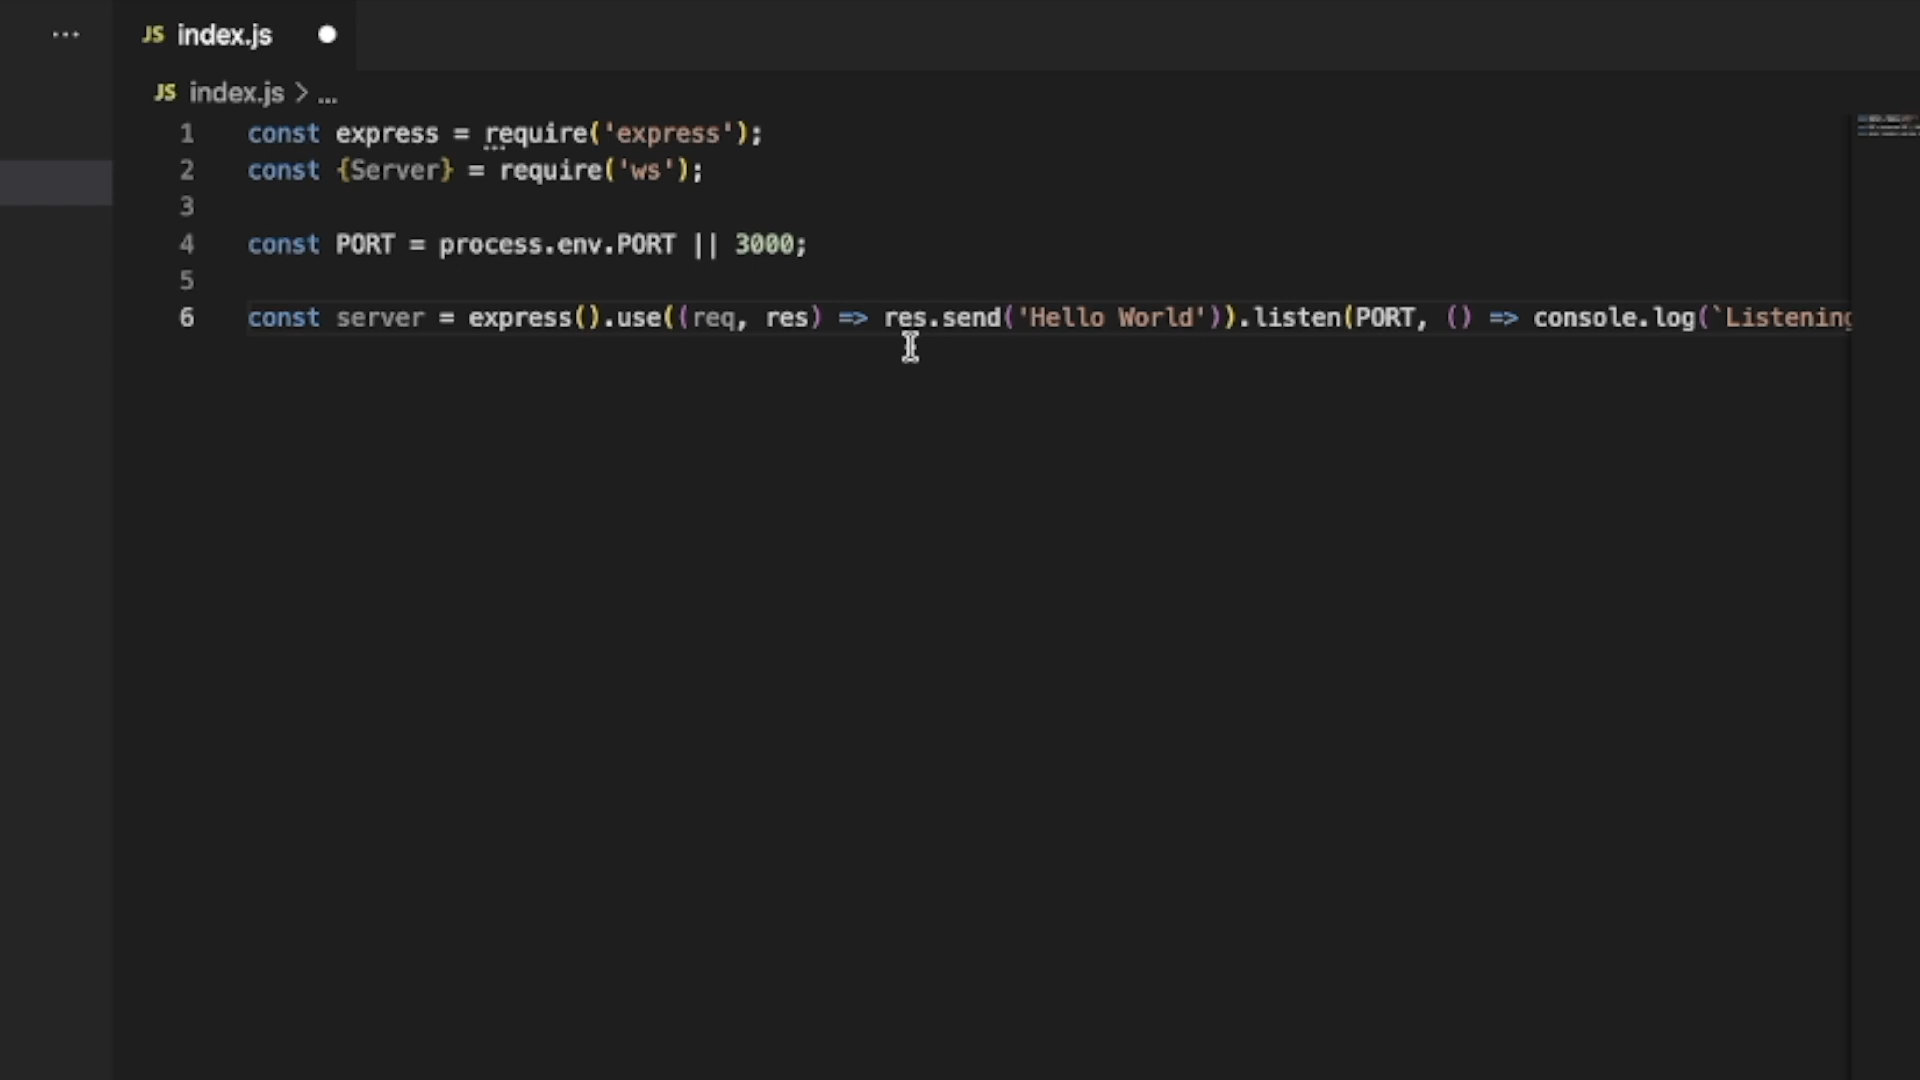 ... JS index.js
JS index.js > ...
1 const express = require('express');
2 const {Server} = require('ws');
3
4 const PORT = process.env.PORT || 3000;
5
6 const server = express().use((req, res) => res.send('Hello World')).listen(PORT, () => console.log(`Listening